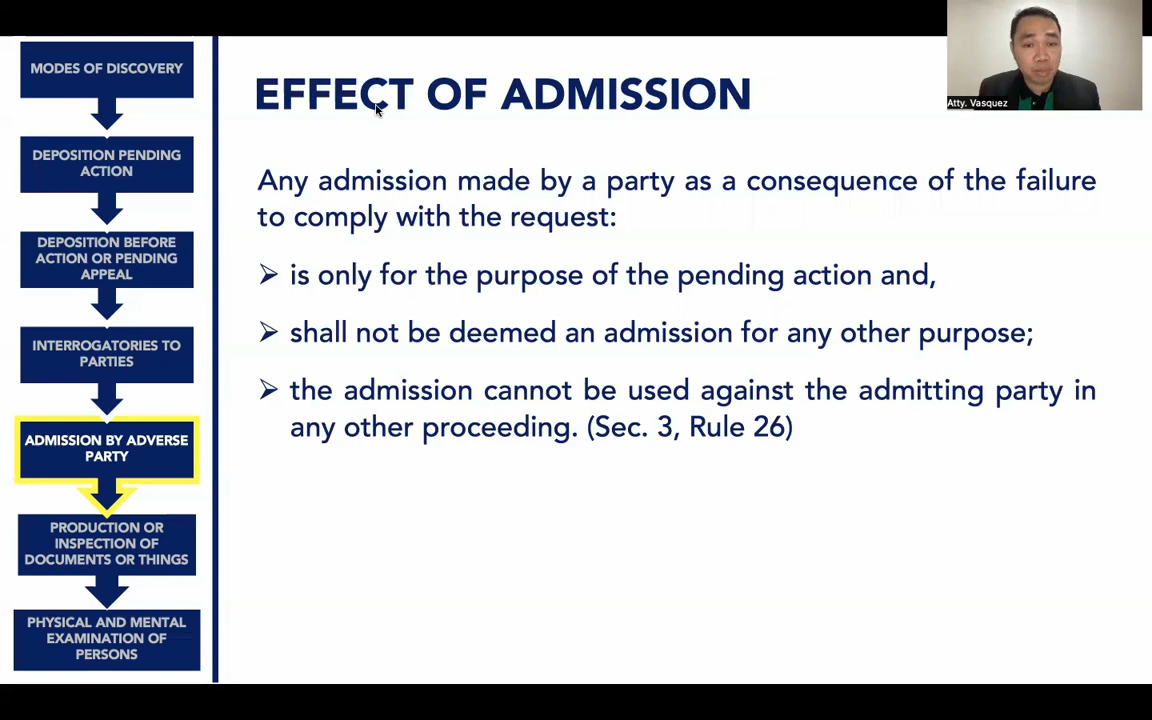 MODES OF DISCOVERY
DEPOSITION PENDING
ACTION
DEPOSITION BEFORE
ACTION OR PENDING
APPEAL
INTERROGATORIES TO
PARTIES
ADMISSION BY ADVERSE
PARTY
PRODUCTION OR
INSPECTION OF
DOCUMENTS OR THINGS
PHYSICAL AND MENTAL
EXAMINATION OF
PERSONS
EFFECT OF ADMISSION
Any admission made by a party as a consequence of the failure
to comply with the request:
➢ is only for the purpose of the pending action and,
➢ shall not be deemed an admission for any other purpose;
➢ the admission cannot be used against the admitting party in
any other proceeding. (Sec. 3, Rule 26)
Atty. Vasquez